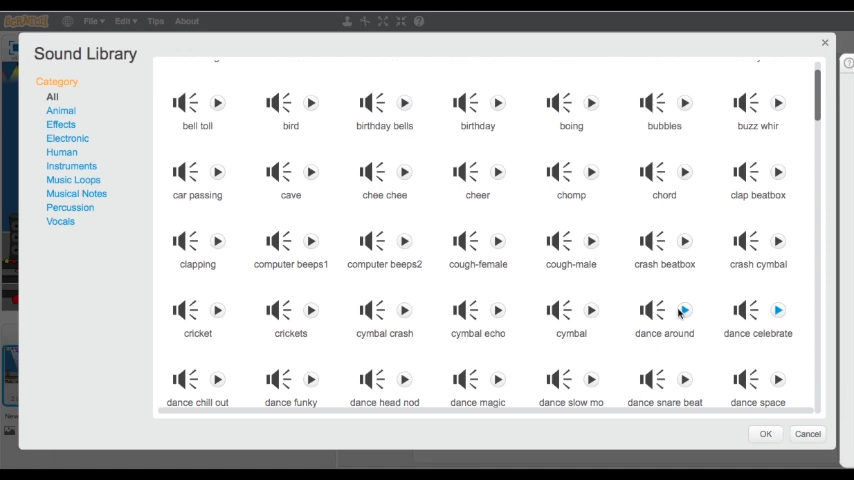 SCRATCH File▼ Edit▼ Tips About
Sound Library
Category
All
Animal
Effects
Electronic
Human
Instruments
Music Loops
Musical Notes
Percussion
Vocals
bell toll bird birthday bells birthday boing bubbles buzz whir
car passing cave chee chee cheer chomp chord clap beatbox
clapping computer beeps1 computer beeps2 cough-female cough-male crash beatbox crash cymbal
cricket crickets cymbal crash cymbal echo cymbal dance around dance celebrate
dance chill out dance funky dance head nod dance magic dance slow mo dance snare beat dance space
OK Cancel